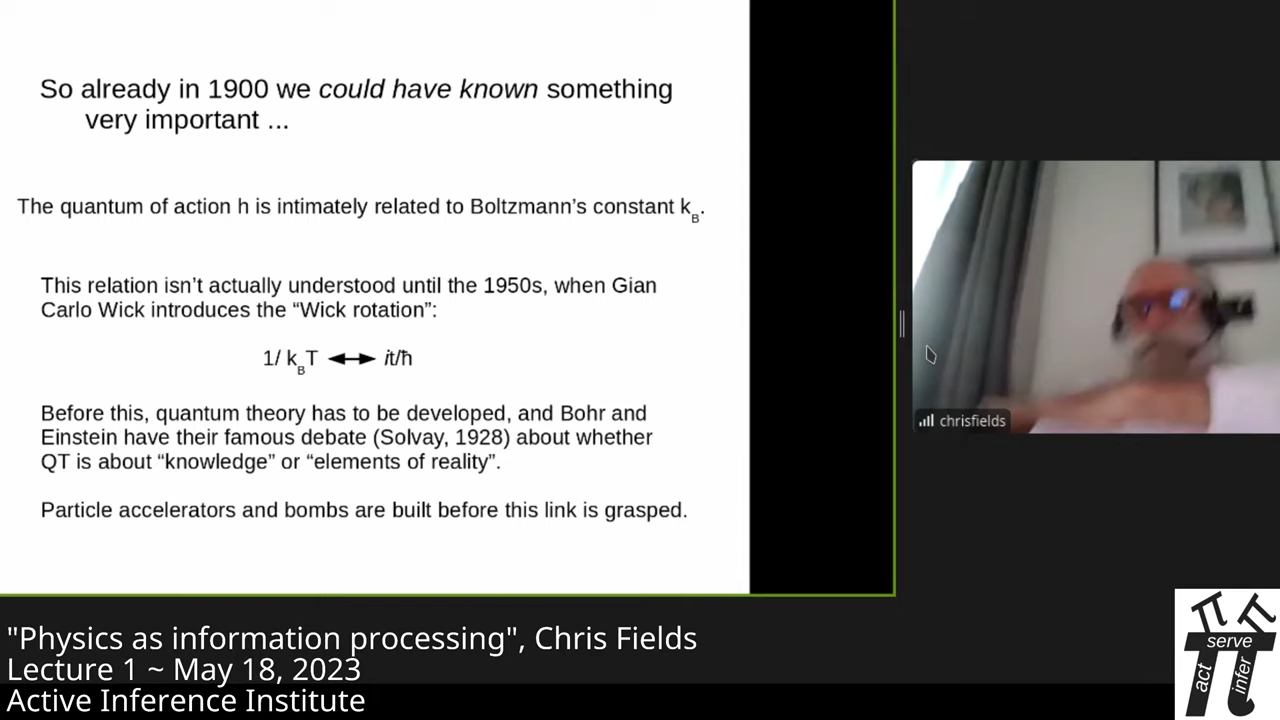 So already in 1900 we could have known something
very important ...
The quantum of action h is intimately related to Boltzmann's constant k_B.
This relation isn't actually understood until the 1950s, when Gian
Carlo Wick introduces the “Wick rotation”:
1/ k_BT ↔ it/ħ
Before this, quantum theory has to be developed, and Bohr and
Einstein have their famous debate (Solvay, 1928) about whether
QT is about “knowledge” or “elements of reality”.
Particle accelerators and bombs are built before this link is grasped.
chrisfields
"Physics as information processing", Chris Fields
Lecture 1 ~ May 18, 2023
Active Inference Institute
serve
act
infer